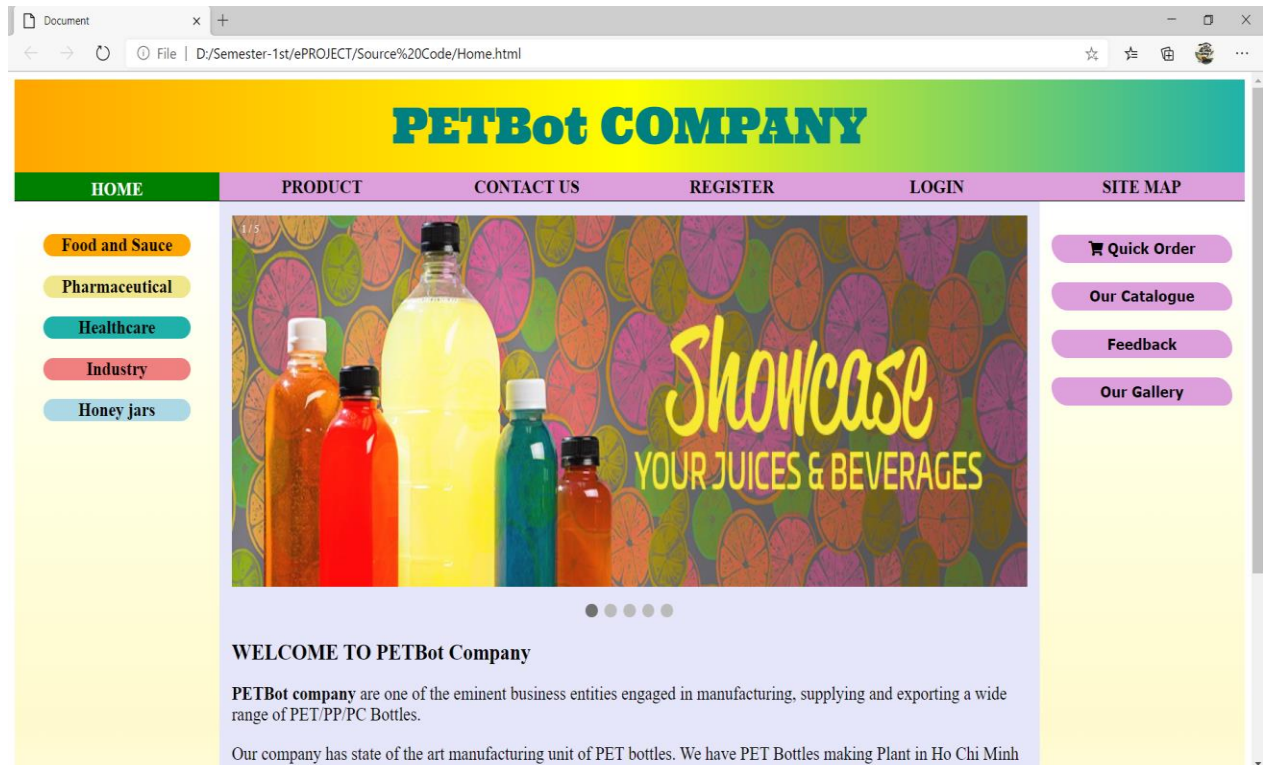 Document
File | D:/Semester-1st/ePROJECT/Source%20Code/Home.html
PETBot COMPANY
HOME PRODUCT CONTACT US REGISTER LOGIN SITE MAP
Food and Sauce
Pharmaceutical
Healthcare
Industry
Honey jars
1 / 5
Showcase
YOUR JUICES & BEVERAGES
Quick Order
Our Catalogue
Feedback
Our Gallery
WELCOME TO PETBot Company
PETBot company are one of the eminent business entities engaged in manufacturing, supplying and exporting a wide
range of PET/PP/PC Bottles.
Our company has state of the art manufacturing unit of PET bottles. We have PET Bottles making Plant in Ho Chi Minh